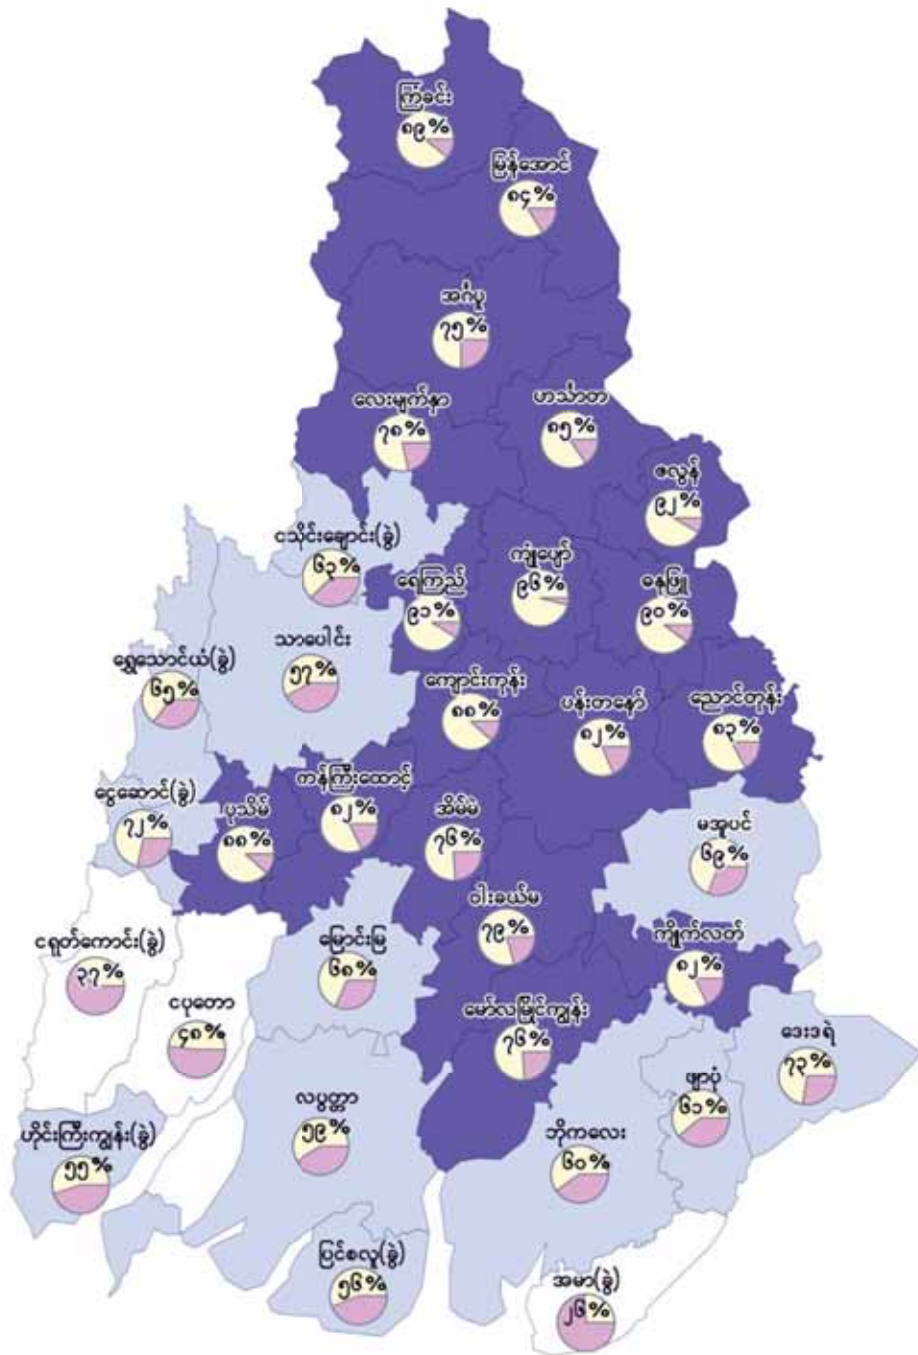 ကြံခင်း
၈၉%
မြန်အောင်
၈၄%
အင်္ဂပူ
၇၅%
လေးမျက်နှာ
၇၈%
ဟင်္သာတ
၈၅%
ဇလွန်
၉၂%
ငသိုင်းချောင်း(ခွဲ)
၆၃%
ရေကြည်
၉၁%
ကျုံပျော်
၉၆%
ဓနုဖြူ
၉၀%
သာပေါင်း
၅၇%
ရွှေသောင်ယံ(ခွဲ)
၆၅%
ကျောင်းကုန်း
၈၈%
ပန်းတနော်
၈၂%
ညောင်တုန်း
၈၃%
ငွေဆောင်(ခွဲ)
၇၂%
ပုသိမ်
၈၈%
ကန်ကြီးထောင့်
၈၂%
အိမ်မဲ
၇၆%
မအူပင်
၆၉%
ဝါးခယ်မ
၇၉%
ငရုတ်ကောင်း(ခွဲ)
၃၇%
မြောင်းမြ
၆၈%
ကျိုက်လတ်
၈၂%
ငပုတော
၄၈%
မော်လမြိုင်ကျွန်း
၇၆%
ဒေးဒရဲ
၇၃%
ဖျာပုံ
၆၁%
လပွတ္တာ
၅၉%
ဟိုင်းကြီးကျွန်း(ခွဲ)
၅၅%
ဘိုကလေး
၆၀%
ပြင်စလူ(ခွဲ)
၅၆%
အမာ(ခွဲ)
၂၆%